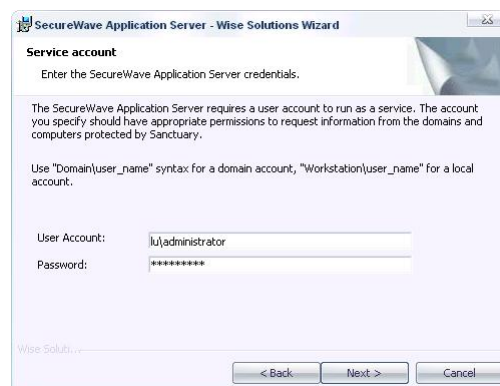 SecureWave Application Server - Wise Solutions Wizard
Service account
Enter the SecureWave Application Server credentials.
The SecureWave Application Server requires a user account to run as a service. The account
you specify should have appropriate permissions to request information from the domains and
computers protected by Sanctuary.
Use "Domain\user_name" syntax for a domain account, "Workstation\user_name" for a local
account.
User Account: lu\administrator
Password: *********
Wise Soluti...
< Back Next > Cancel